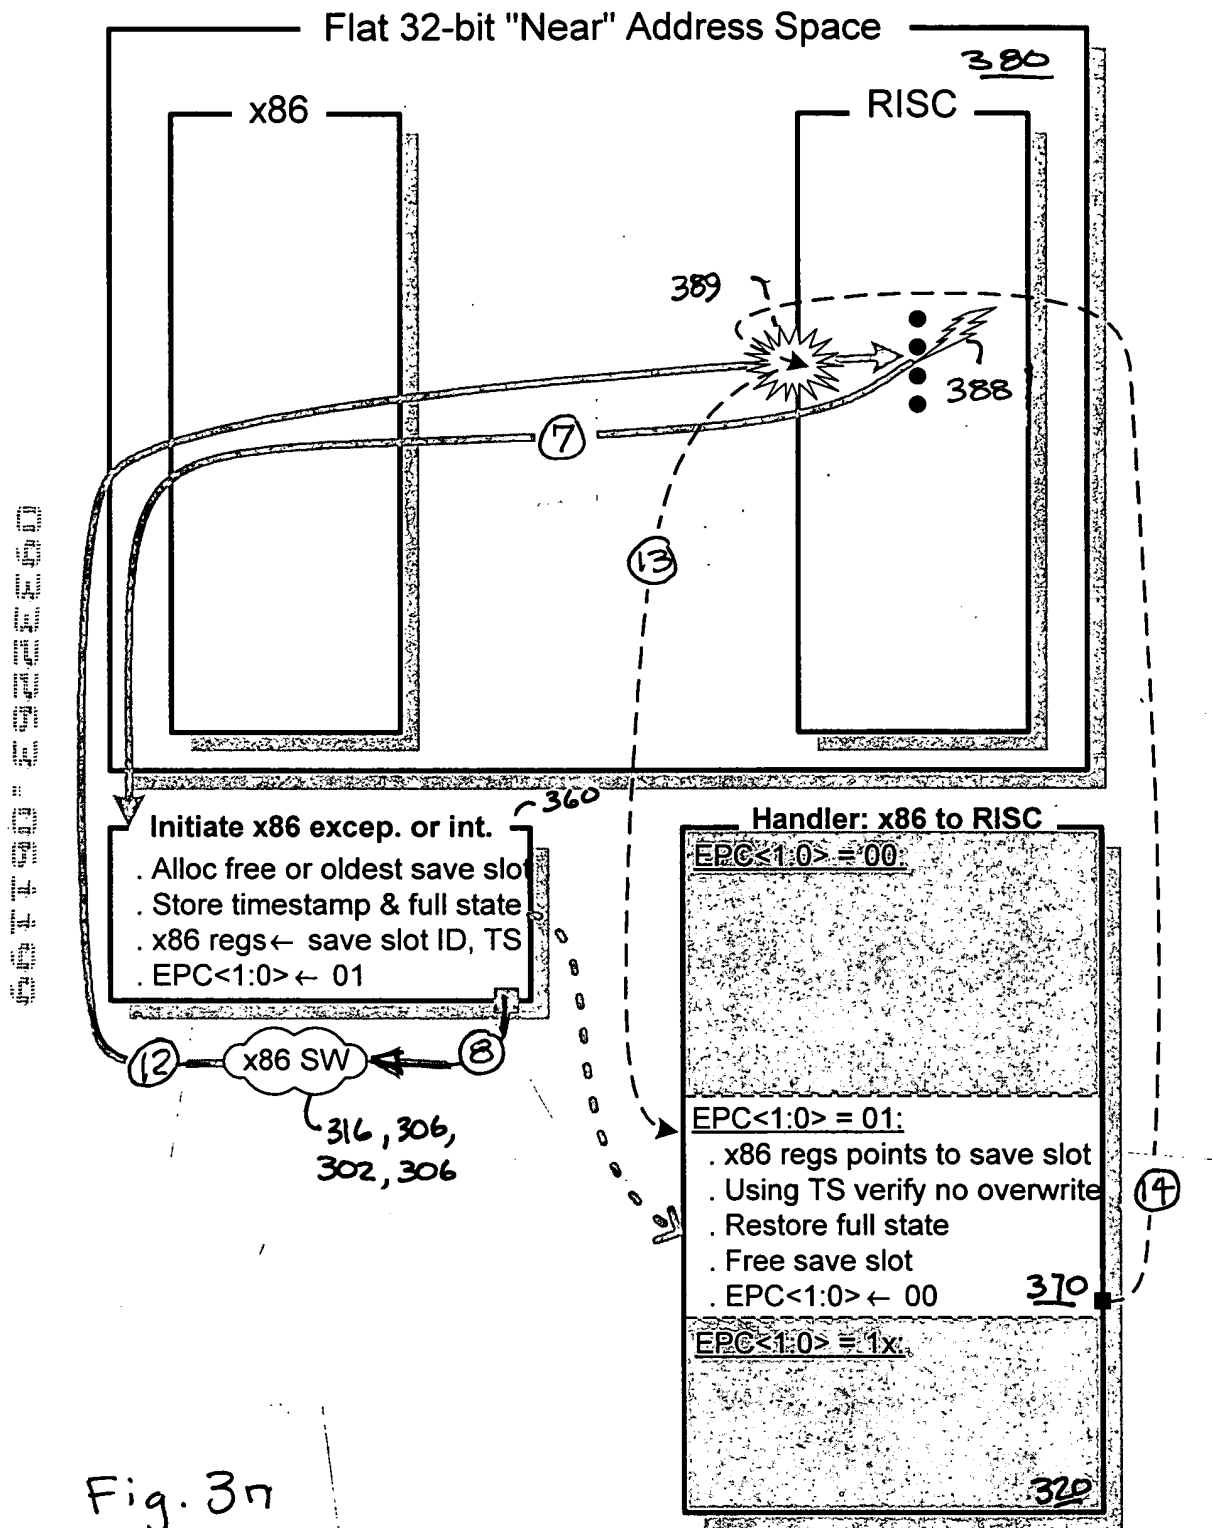 Flat 32-bit "Near" Address Space
380
x86
RISC
389
388
7
13
360
Initiate x86 excep. or int.
. Alloc free or oldest save slot
. Store timestamp & full state
. x86 regs ← save slot ID, TS
. EPC<1:0> ← 01
12
x86 SW
8
316, 306,
302, 306
Handler: x86 to RISC
EPC<1:0> = 00:
EPC<1:0> = 01:
. x86 regs points to save slot
. Using TS verify no overwrite
. Restore full state
. Free save slot
. EPC<1:0> ← 00
370
14
EPC<1:0> = 1x:
320
Fig. 3n